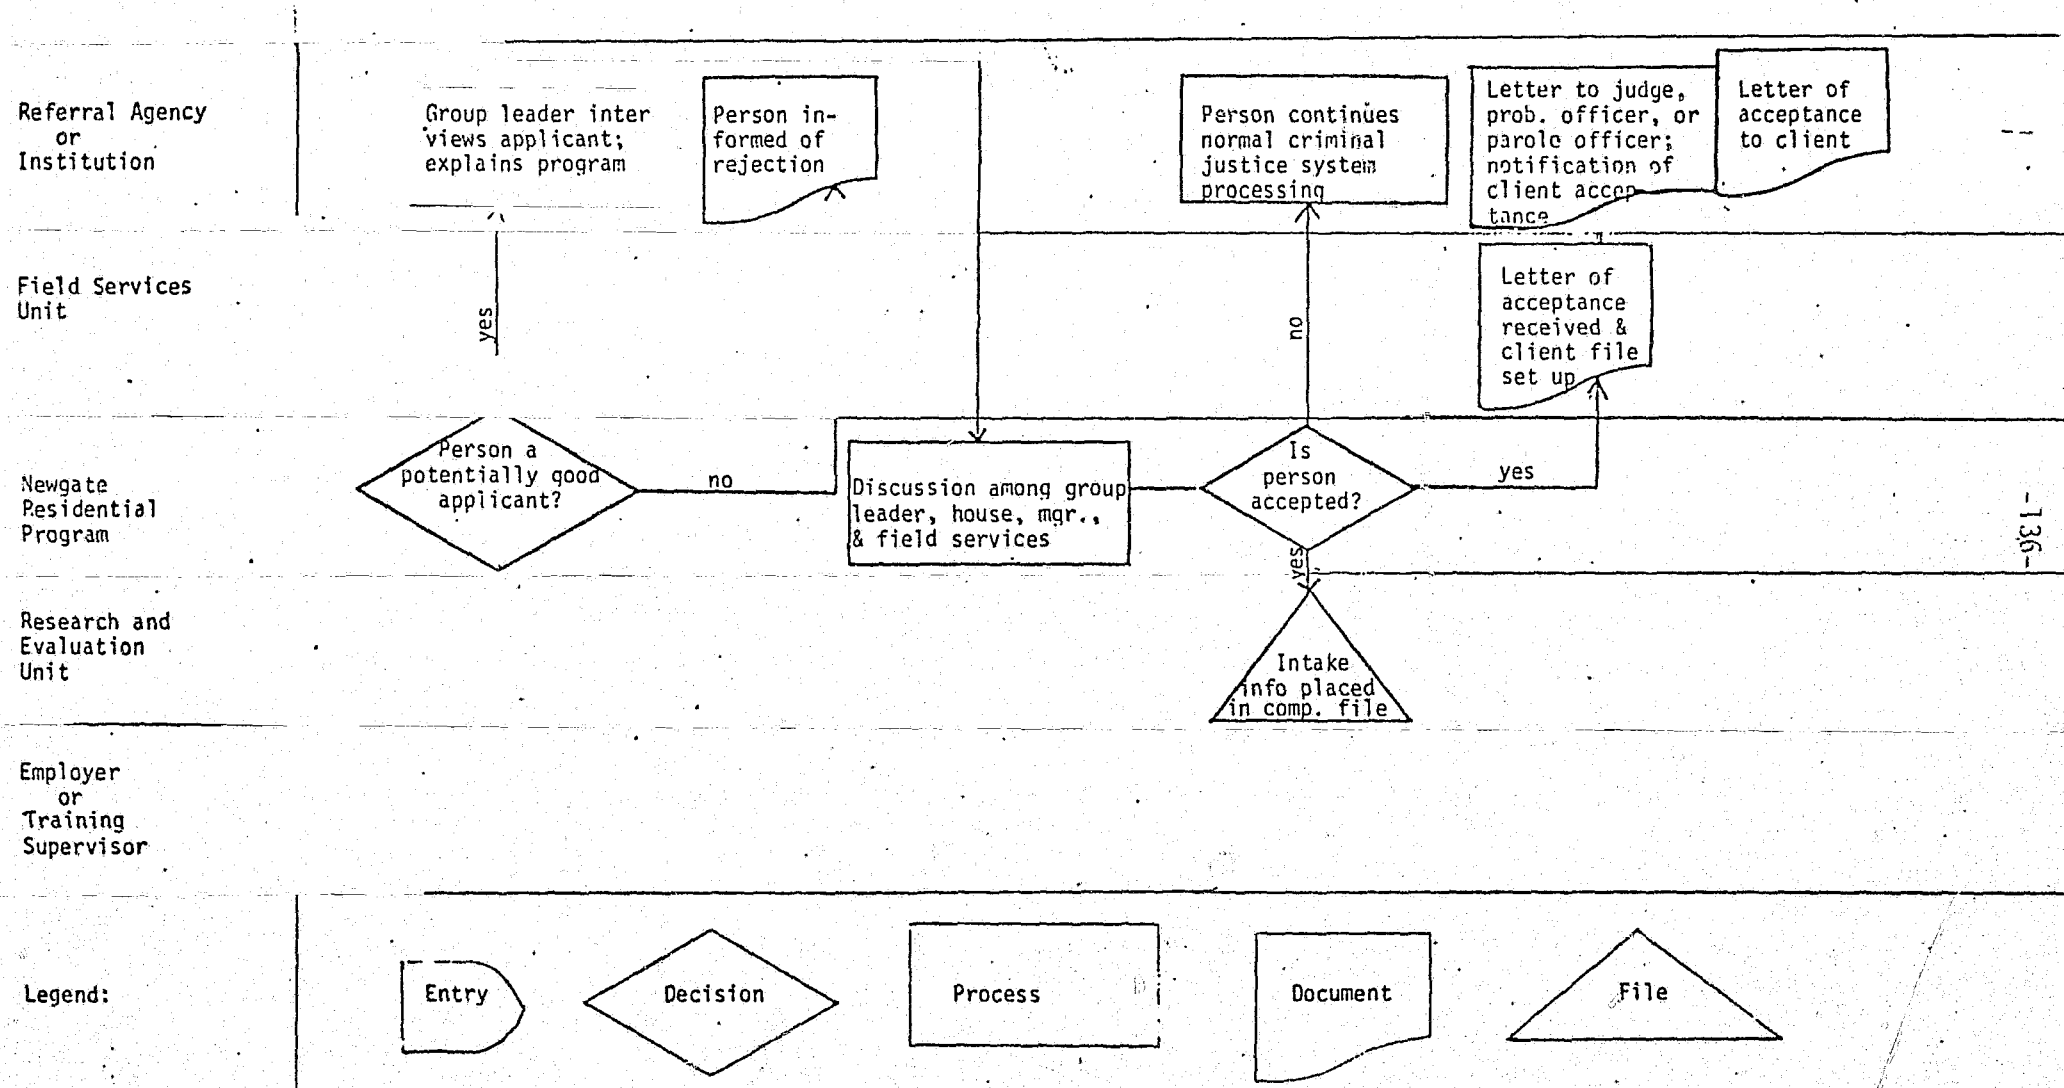 Referral Agency
or
Institution
Group leader inter
views applicant;
explains program
Person in-
formed of
rejection
Person continues
normal criminal
justice system
processing
Letter to judge,
prob. officer, or
parole officer;
notification of
client accep
tance
Letter of
acceptance
to client
--
Field Services
Unit
yes
no
Letter of
acceptance
received &
client file
set up
Newgate
Residential
Program
Person a
potentially good
applicant?
no
Discussion among group
leader, house, mgr.,
& field services
Is
person
accepted?
yes
yes
-136-
Research and
Evaluation
Unit
Intake
info placed
in comp. file
Employer
or
Training
Supervisor
Legend:
Entry
Decision
Process
Document
File